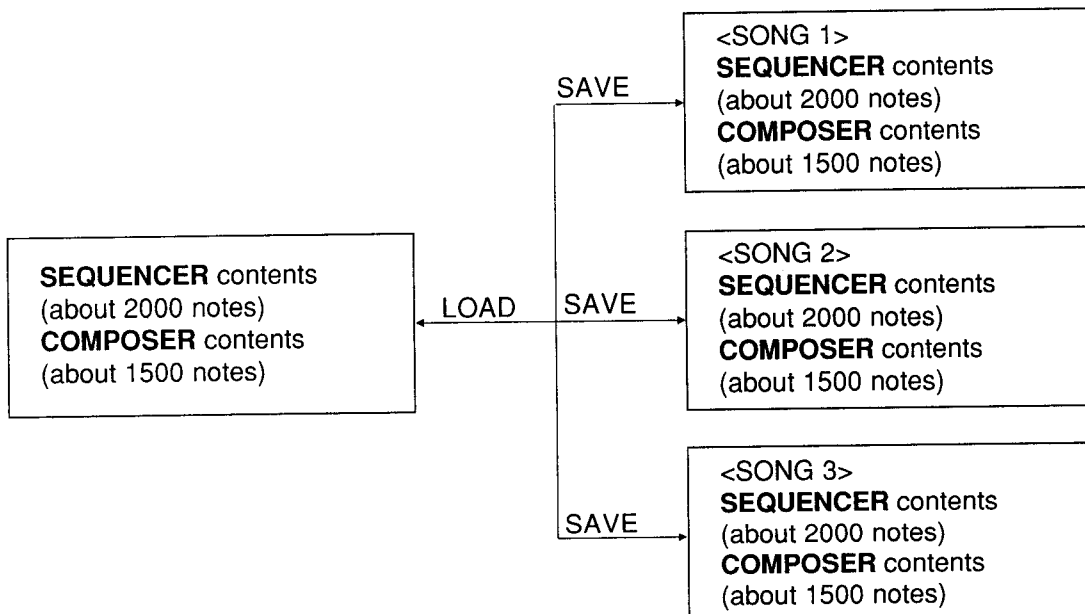 SEQUENCER contents
(about 2000 notes)
COMPOSER contents
(about 1500 notes)
LOAD
SAVE
<SONG 1>
SEQUENCER contents
(about 2000 notes)
COMPOSER contents
(about 1500 notes)
SAVE
<SONG 2>
SEQUENCER contents
(about 2000 notes)
COMPOSER contents
(about 1500 notes)
SAVE
<SONG 3>
SEQUENCER contents
(about 2000 notes)
COMPOSER contents
(about 1500 notes)